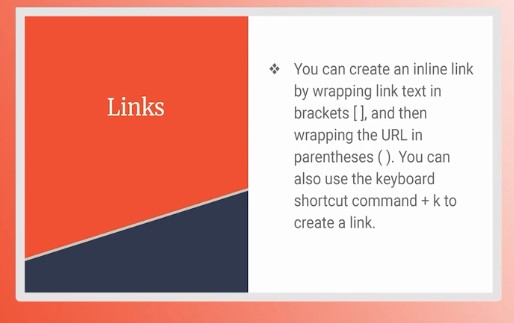 Links
❖ You can create an inline link
by wrapping link text in
brackets [ ], and then
wrapping the URL in
parentheses ( ). You can
also use the keyboard
shortcut command + k to
create a link.